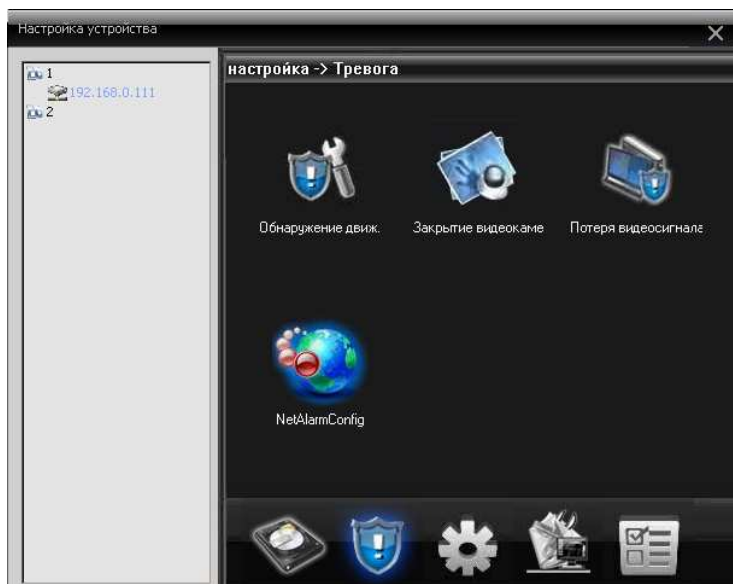 Настройка устройства
1
192.168.0.111
2
настройка -> Тревога
Обнаружение движ.
Закрытие видеокаме
Потеря видеосигнала
NetAlarmConfig